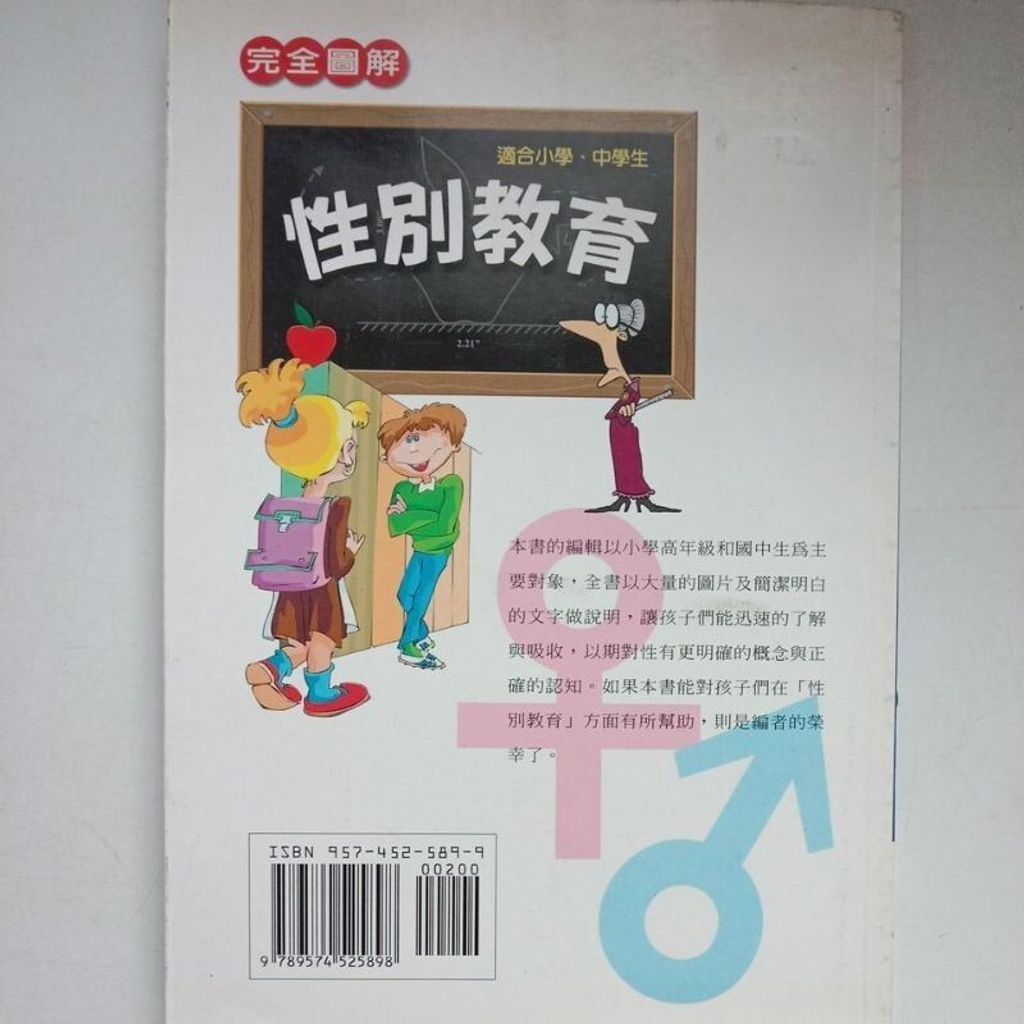 完全圖解
適合小學、中學生
性別教育
2.21"
本書的編輯以小學高年級和國中生爲主
要對象，全書以大量的圖片及簡潔明白
的文字做說明，讓孩子們能迅速的了解
與吸收，以期對性有更明確的概念與正
確的認知。如果本書能對孩子們在「性
別教育」方面有所幫助，則是編者的榮
幸了。
ISBN 957-452-589-9
00200
9 789574 525898